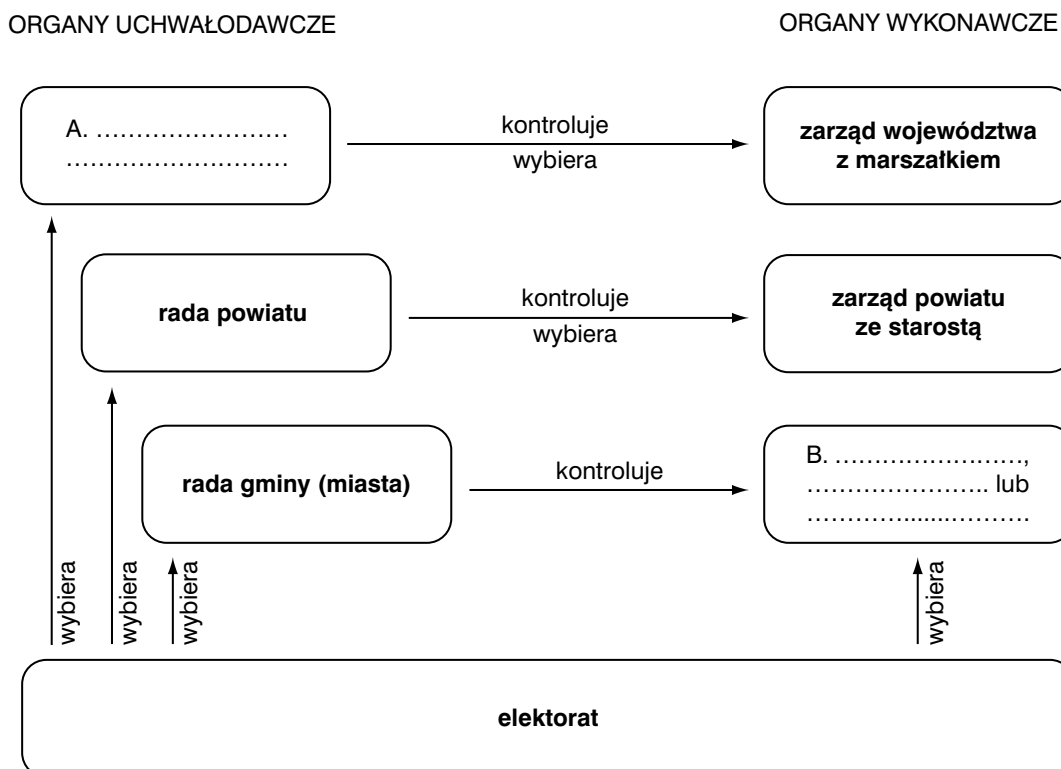 ORGANY UCHWAŁODAWCZE
ORGANY WYKONAWCZE
A. ……………………
…………………………
kontroluje
wybiera
zarząd województwa
z marszałkiem
rada powiatu
kontroluje
wybiera
zarząd powiatu
ze starostą
rada gminy (miasta)
kontroluje
B. …………………,
………………….. lub
………….......……….
wybiera
wybiera
wybiera
wybiera
elektorat